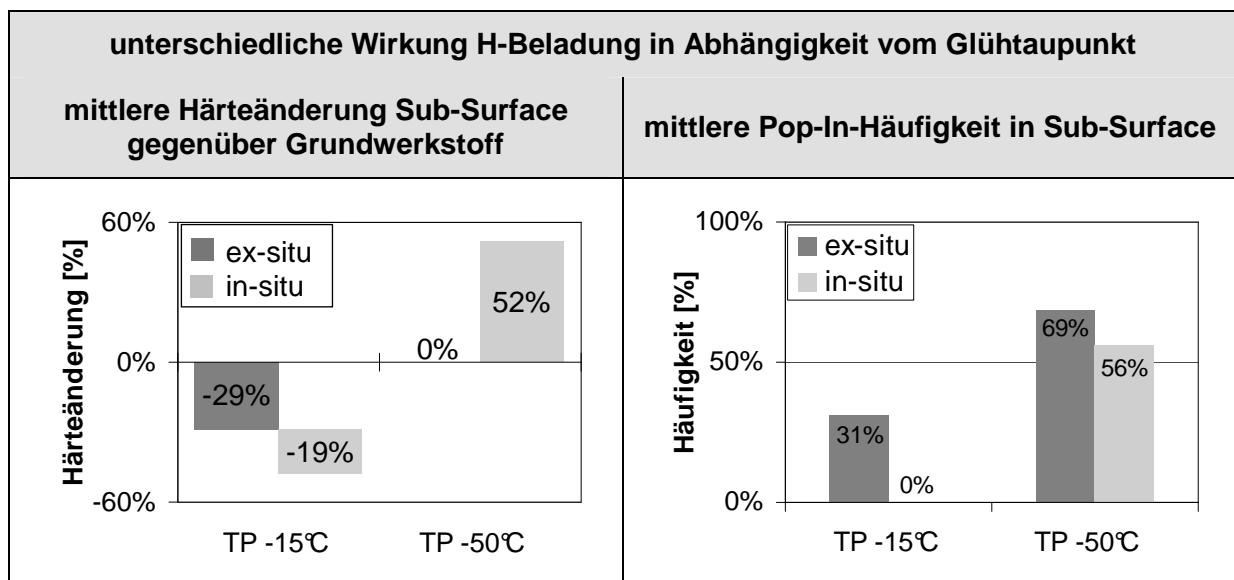 unterschiedliche Wirkung H-Beladung in Abhängigkeit vom Glühtaupunkt
mittlere Härteänderung Sub-Surface
gegenüber Grundwerkstoff
mittlere Pop-In-Häufigkeit in Sub-Surface
Härteänderung [%]
60%
0%
-60%
ex-situ
in-situ
-29%
-19%
0%
52%
TP -15°C
TP -50°C
Häufigkeit [%]
100%
50%
0%
ex-situ
in-situ
31%
0%
69%
56%
TP -15°C
TP -50°C